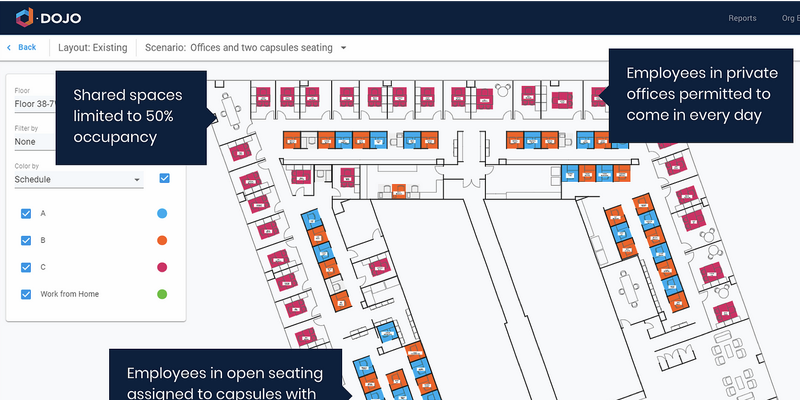 DOJO
Reports
Org
Back
Layout: Existing
Scenario: Offices and two capsules seating
Floor
Floor 38-7
Filter by
None
Color by
Schedule
A
B
C
Work from Home
Shared spaces
limited to 50%
occupancy
Employees in private
offices permitted to
come in every day
Employees in open seating
assigned to capsules with